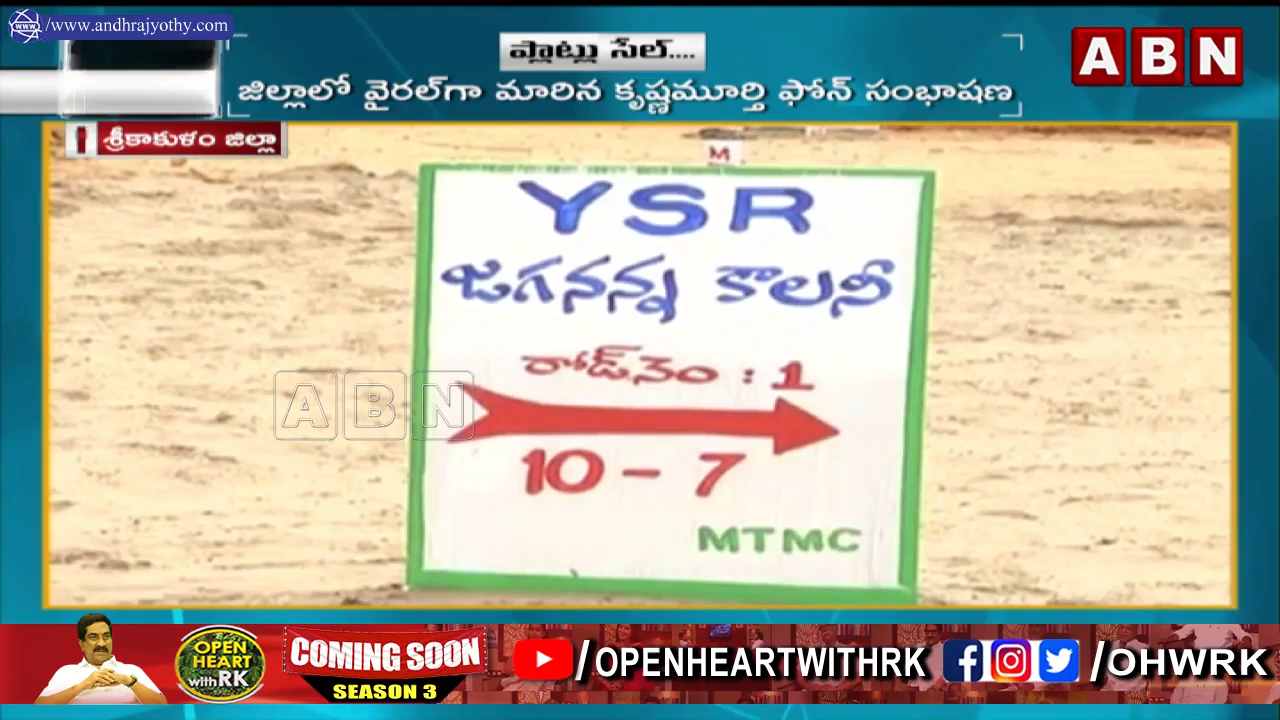 /www.andhrajyothy.com
ప్లాట్లు సేల్....
ABN
జిల్లాలో వైరల్‌గా మారిన కృష్ణమూర్తి ఫోన్ సంభాషణ
శ్రీకాకుళం జిల్లా
M
YSR
జగనన్న కౌలనీ
రోడ్‌నెం : 1
ABN
10 – 7
MTMC
OPEN HEART with RK
COMING SOON
SEASON 3
/OPENHEARTWITHRK
/OHWRK